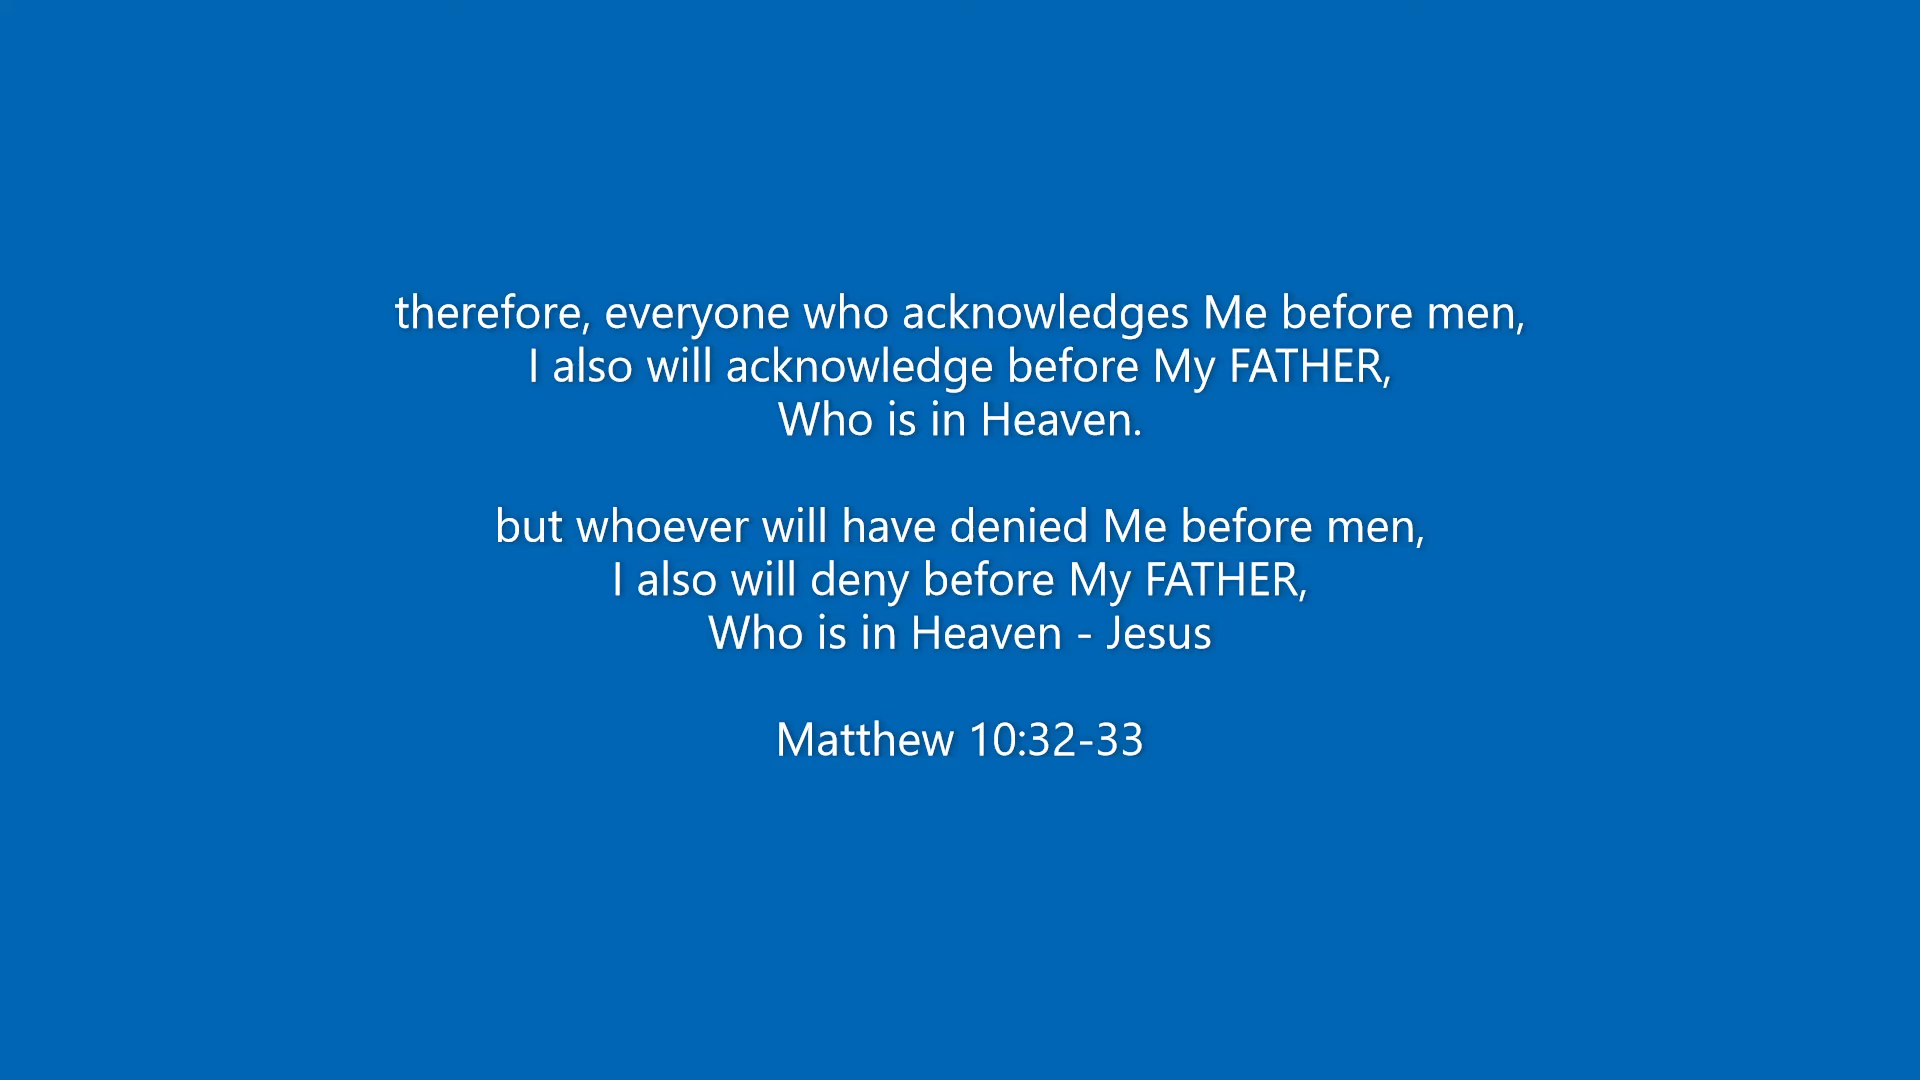 therefore, everyone who acknowledges Me before men,
I also will acknowledge before My FATHER,
Who is in Heaven.
but whoever will have denied Me before men,
I also will deny before My FATHER,
Who is in Heaven - Jesus
Matthew 10:32-33